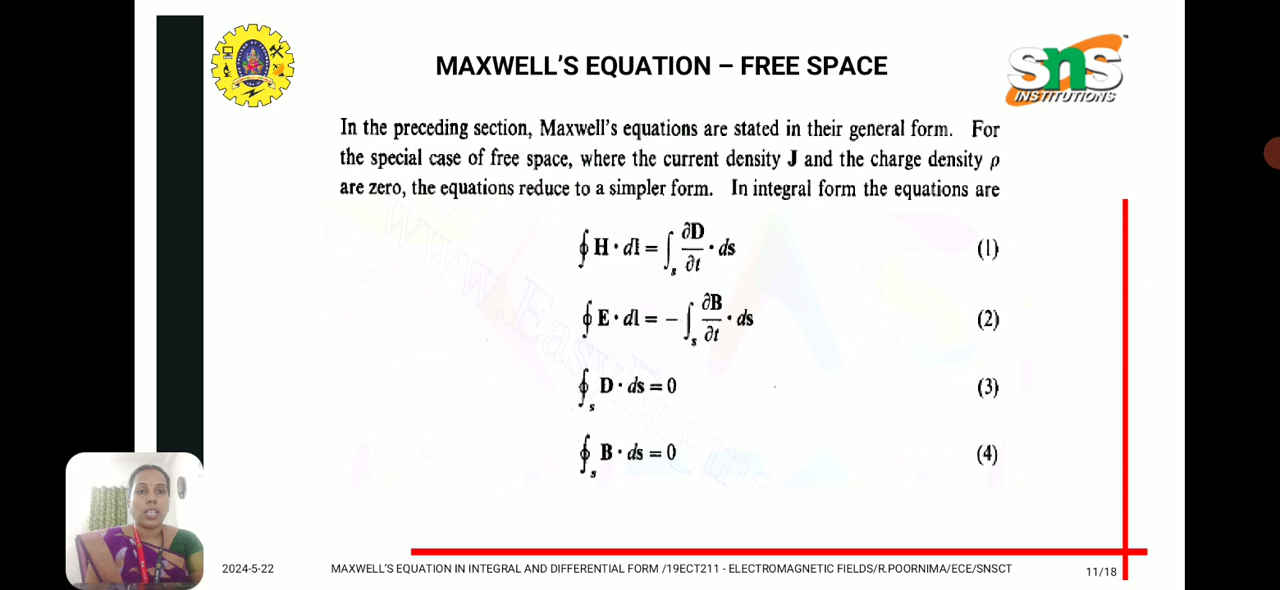 MAXWELL'S EQUATION – FREE SPACE
SNS
INSTITUTIONS
In the preceding section, Maxwell's equations are stated in their general form. For
the special case of free space, where the current density J and the charge density ρ
are zero, the equations reduce to a simpler form. In integral form the equations are
∮ H · dl = ∫s ∂D/∂t · ds (1)
∮ E · dl = − ∫s ∂B/∂t · ds (2)
∮s D · ds = 0 (3)
∮s B · ds = 0 (4)
2024-5-22
MAXWELL'S EQUATION IN INTEGRAL AND DIFFERENTIAL FORM /19ECT211 - ELECTROMAGNETIC FIELDS/R.POORNIMA/ECE/SNSCT
11/18